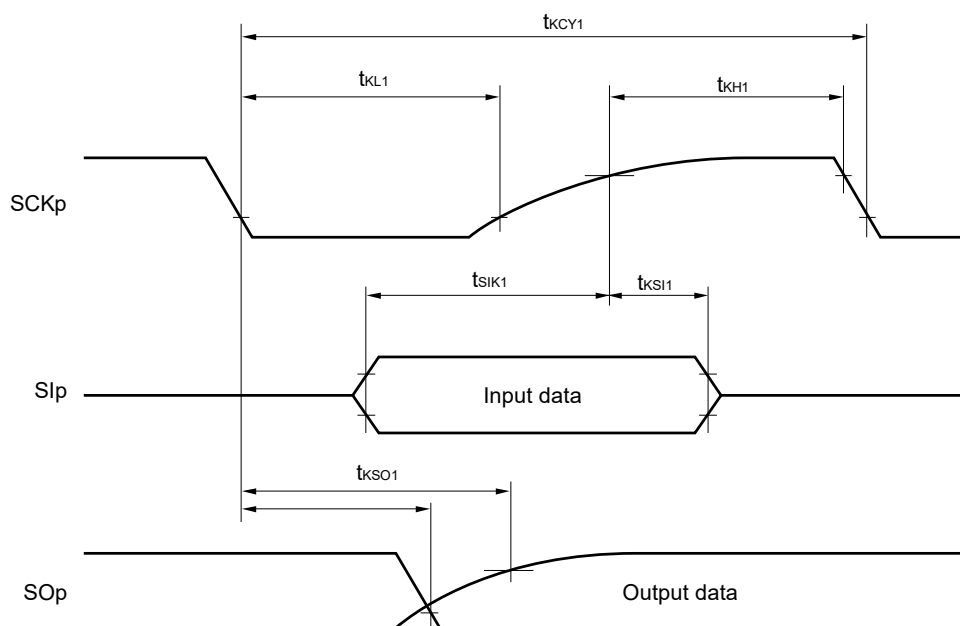 tKCY1
tKL1
tKH1
SCKp
tSIK1
tKSI1
SIp
Input data
tKSO1
SOp
Output data